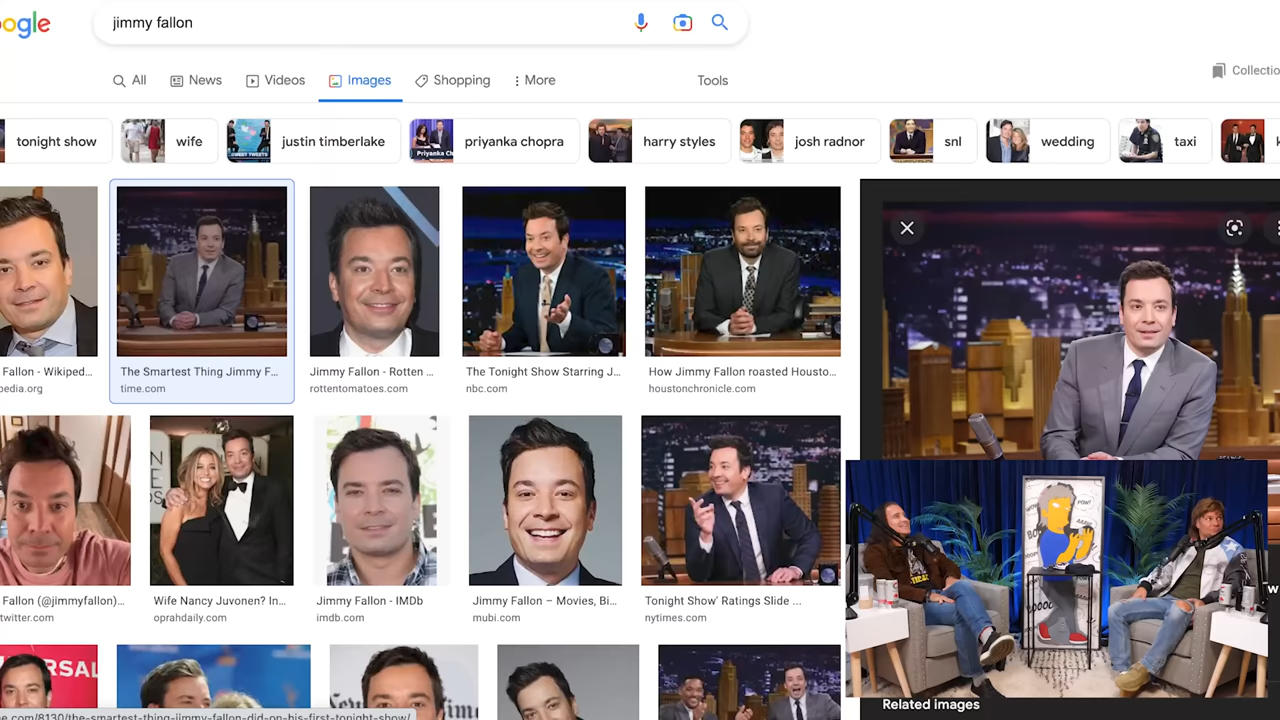 ogle
jimmy fallon
All
News
Videos
Images
Shopping
More
Tools
Collectio
tonight show
wife
justin timberlake
priyanka chopra
harry styles
josh radnor
snl
wedding
taxi
k
Fallon - Wikiped...
pedia.org
The Smartest Thing Jimmy F...
time.com
Jimmy Fallon - Rotten ...
rottentomatoes.com
The Tonight Show Starring J...
nbc.com
How Jimmy Fallon roasted Housto...
houstonchronicle.com
Fallon (@jimmyfallon)...
twitter.com
Wife Nancy Juvonen? In...
oprahdaily.com
Jimmy Fallon - IMDb
imdb.com
Jimmy Fallon – Movies, Bi...
mubi.com
Tonight Show' Ratings Slide ...
nytimes.com
POW!
w
Related images
ne.com/8130/the-smartest-thing-jimmy-fallon-did-on-his-first-tonight-show/